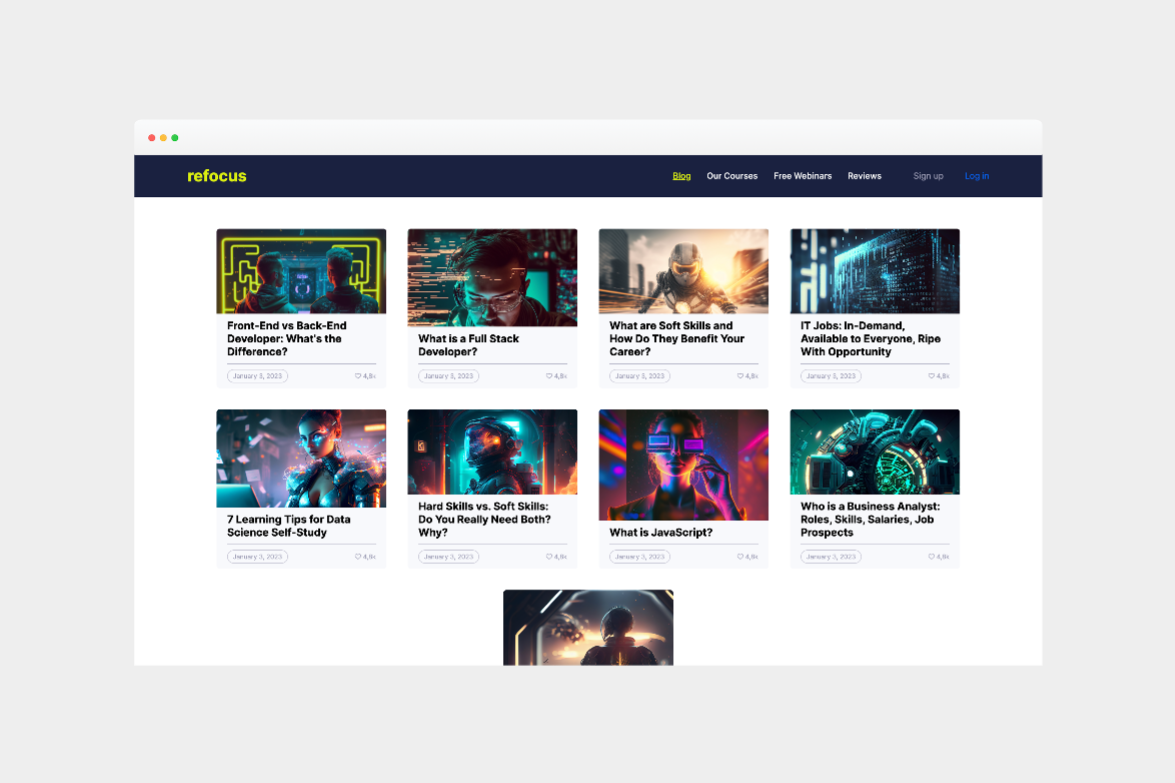 refocus
Blog Our Courses Free Webinars Reviews Sign up Log in
Front-End vs Back-End
Developer: What's the
Difference?
January 3, 2023 4,8k
What is a Full Stack
Developer?
January 3, 2023 4,8k
What are Soft Skills and
How Do They Benefit Your
Career?
January 3, 2023 4,8k
IT Jobs: In-Demand,
Available to Everyone, Ripe
With Opportunity
January 3, 2023 4,8k
7 Learning Tips for Data
Science Self-Study
January 3, 2023 4,8k
Hard Skills vs. Soft Skills:
Do You Really Need Both?
Why?
January 3, 2023 4,8k
What is JavaScript?
January 3, 2023 4,8k
Who is a Business Analyst:
Roles, Skills, Salaries, Job
Prospects
January 3, 2023 4,8k